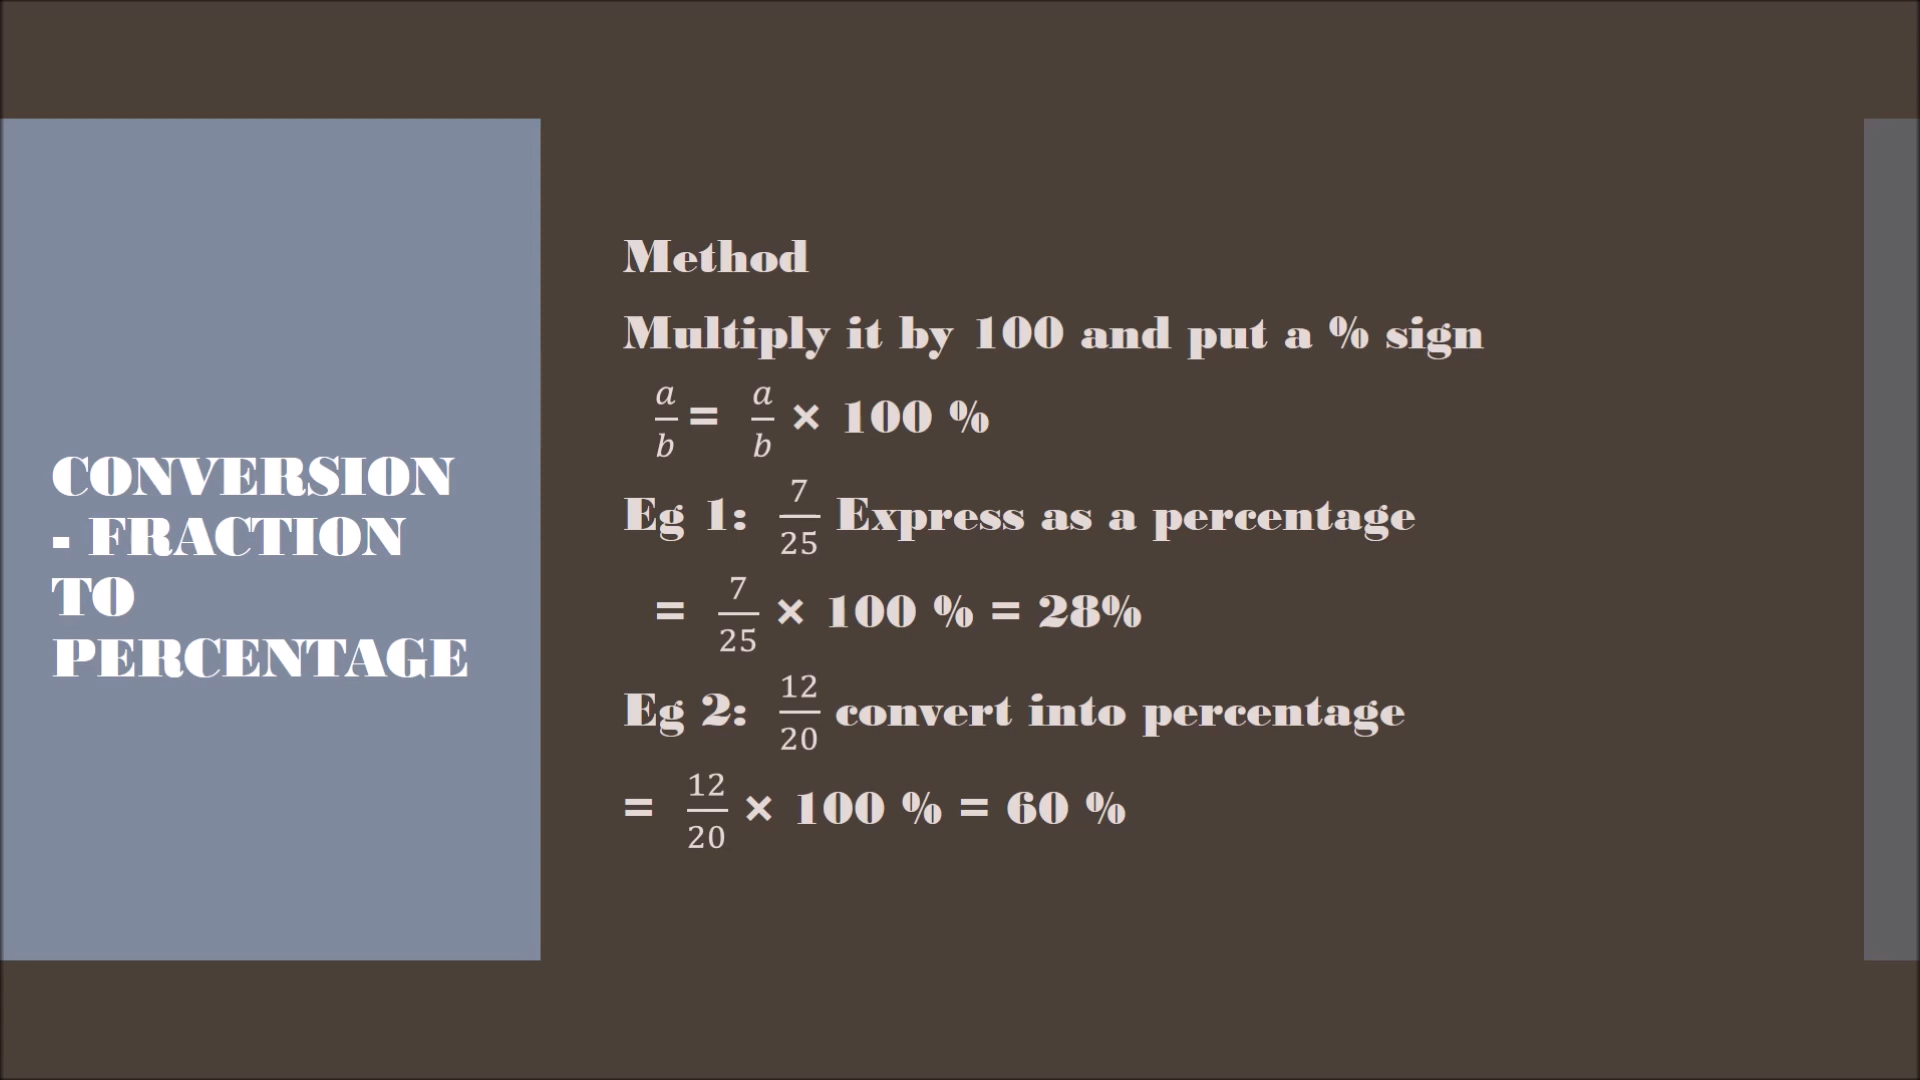 CONVERSION
- FRACTION
TO
PERCENTAGE
Method
Multiply it by 100 and put a % sign
a/b = a/b × 100 %
Eg 1: 7/25 Express as a percentage
= 7/25 × 100 % = 28%
Eg 2: 12/20 convert into percentage
= 12/20 × 100 % = 60 %